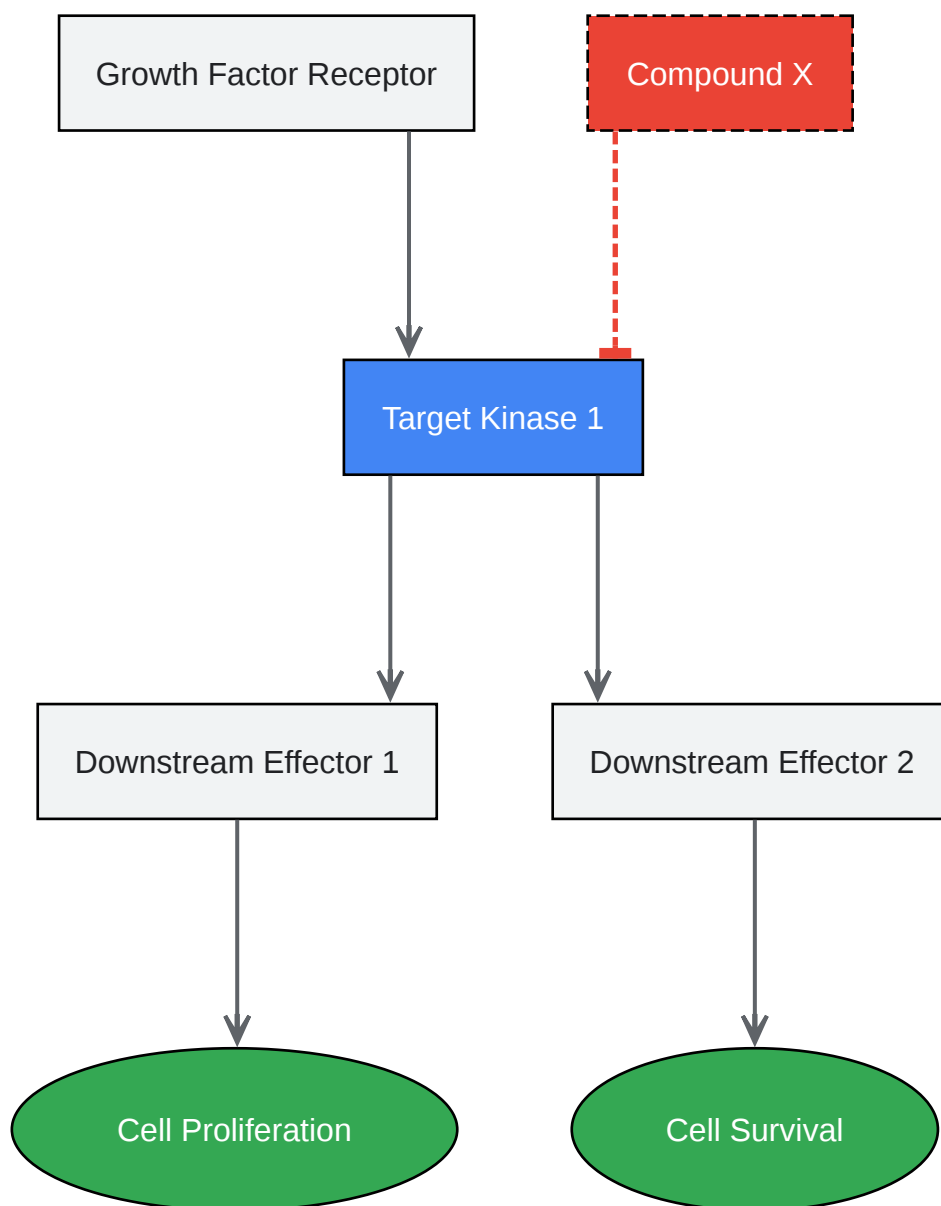 Growth Factor Receptor
Compound X
Target Kinase 1
Downstream Effector 1
Downstream Effector 2
Cell Proliferation
Cell Survival